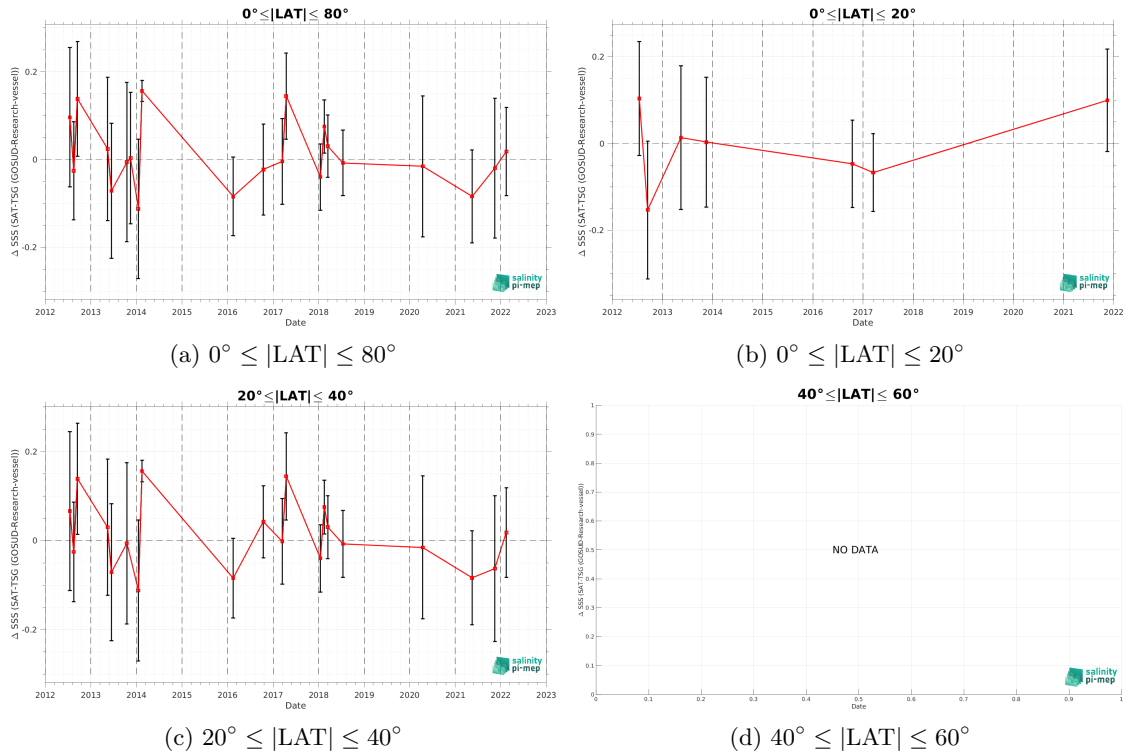 0°≤|LAT|≤ 80°
Δ SSS (SAT-TSG (GOSUD-Research-vessel))
0.2
0
-0.2
2012 2013 2014 2015 2016 2017 2018 2019 2020 2021 2022 2023
Date
salinity
pi-mep
(a) 0° ≤ |LAT| ≤ 80°
0°≤|LAT|≤ 20°
Δ SSS (SAT-TSG (GOSUD-Research-vessel))
0.2
0
-0.2
2012 2013 2014 2015 2016 2017 2018 2019 2020 2021 2022
Date
salinity
pi-mep
(b) 0° ≤ |LAT| ≤ 20°
20°≤|LAT|≤ 40°
Δ SSS (SAT-TSG (GOSUD-Research-vessel))
0.2
0
-0.2
2012 2013 2014 2015 2016 2017 2018 2019 2020 2021 2022 2023
Date
salinity
pi-mep
(c) 20° ≤ |LAT| ≤ 40°
40°≤|LAT|≤ 60°
Δ SSS (SAT-TSG (GOSUD-Research-vessel))
1
0.9
0.8
0.7
0.6
0.5
0.4
0.3
0.2
0.1
0
NO DATA
0 0.1 0.2 0.3 0.4 0.5 0.6 0.7 0.8 0.9 1
Date
salinity
pi-mep
(d) 40° ≤ |LAT| ≤ 60°